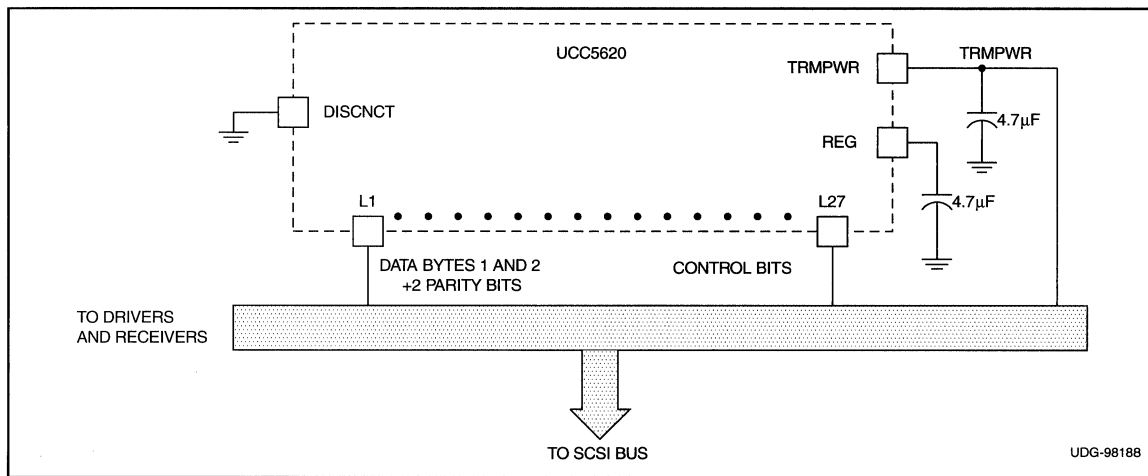 UCC5620
TRMPWR
TRMPWR
DISCNCT
4.7µF
REG
L1
L27
4.7µF
DATA BYTES 1 AND 2
+2 PARITY BITS
CONTROL BITS
TO DRIVERS
AND RECEIVERS
TO SCSI BUS
UDG-98188